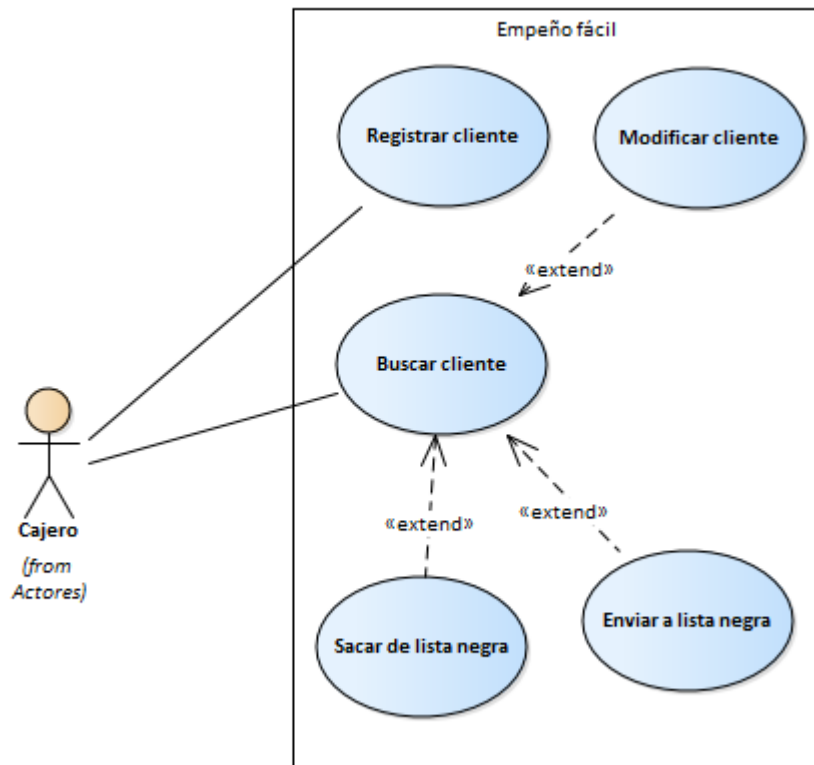 Empeño fácil
Registrar cliente
Modificar cliente
«extend»
Buscar cliente
Cajero
(from
Actores)
«extend»
«extend»
Sacar de lista negra
Enviar a lista negra